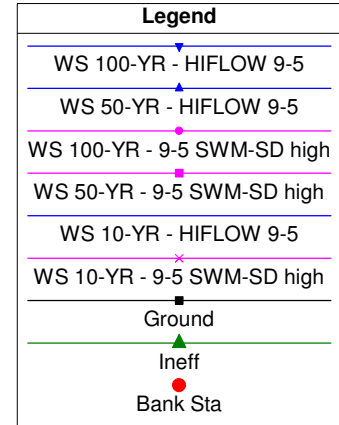 Legend
WS 100-YR - HIFLOW 9-5
WS 50-YR - HIFLOW 9-5
WS 100-YR - 9-5 SWM-SD high
WS 50-YR - 9-5 SWM-SD high
WS 10-YR - HIFLOW 9-5
WS 10-YR - 9-5 SWM-SD high
Ground
Ineff
Bank Sta